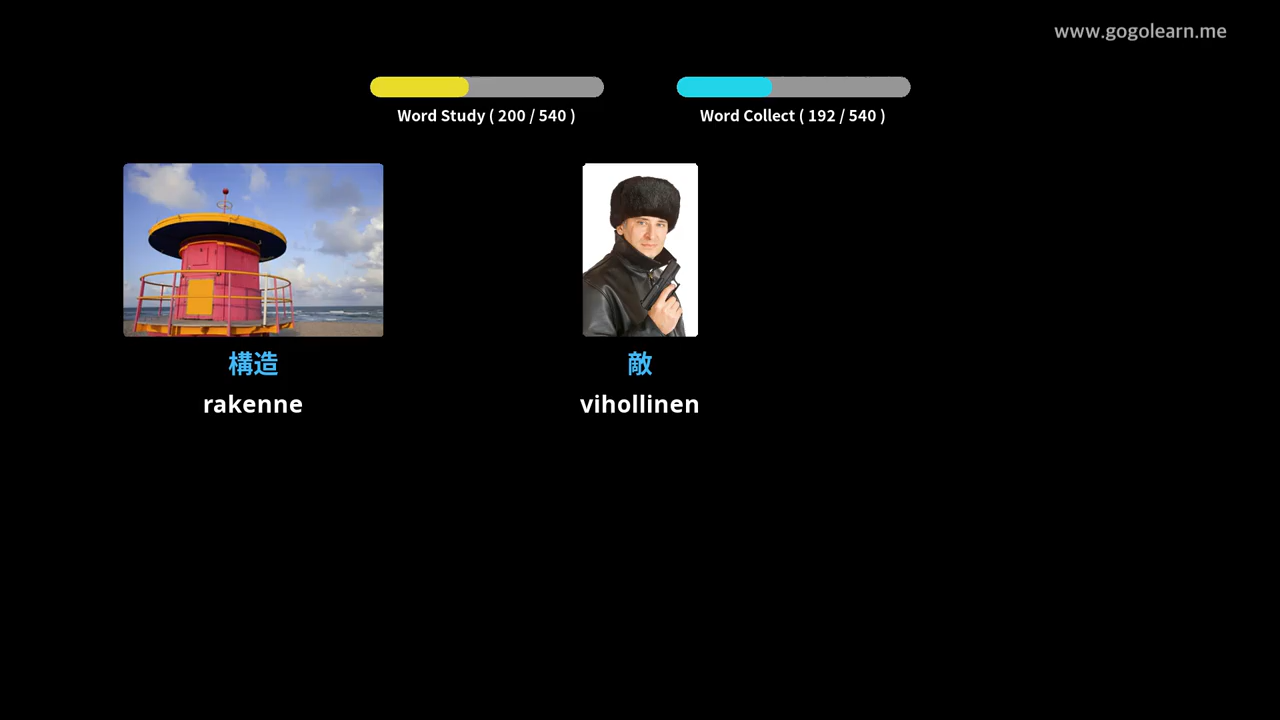 www.gogolearn.me
Word Study ( 200 / 540 )
Word Collect ( 192 / 540 )
構造
rakenne
敵
vihollinen